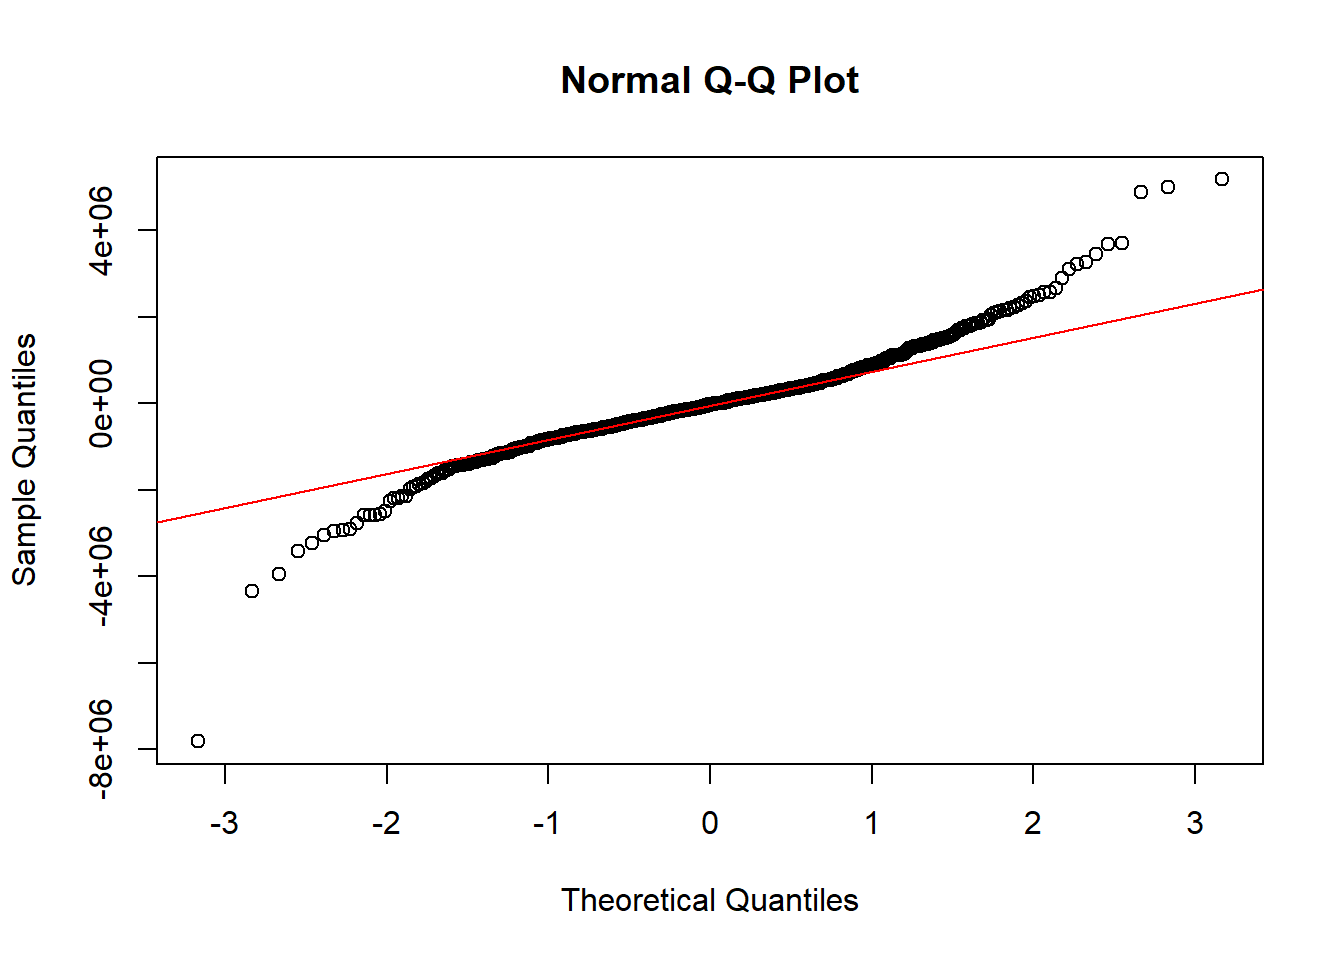 Normal Q-Q Plot
Sample Quantiles
4e+06
0e+00
-4e+06
-8e+06
-3 -2 -1 0 1 2 3
Theoretical Quantiles